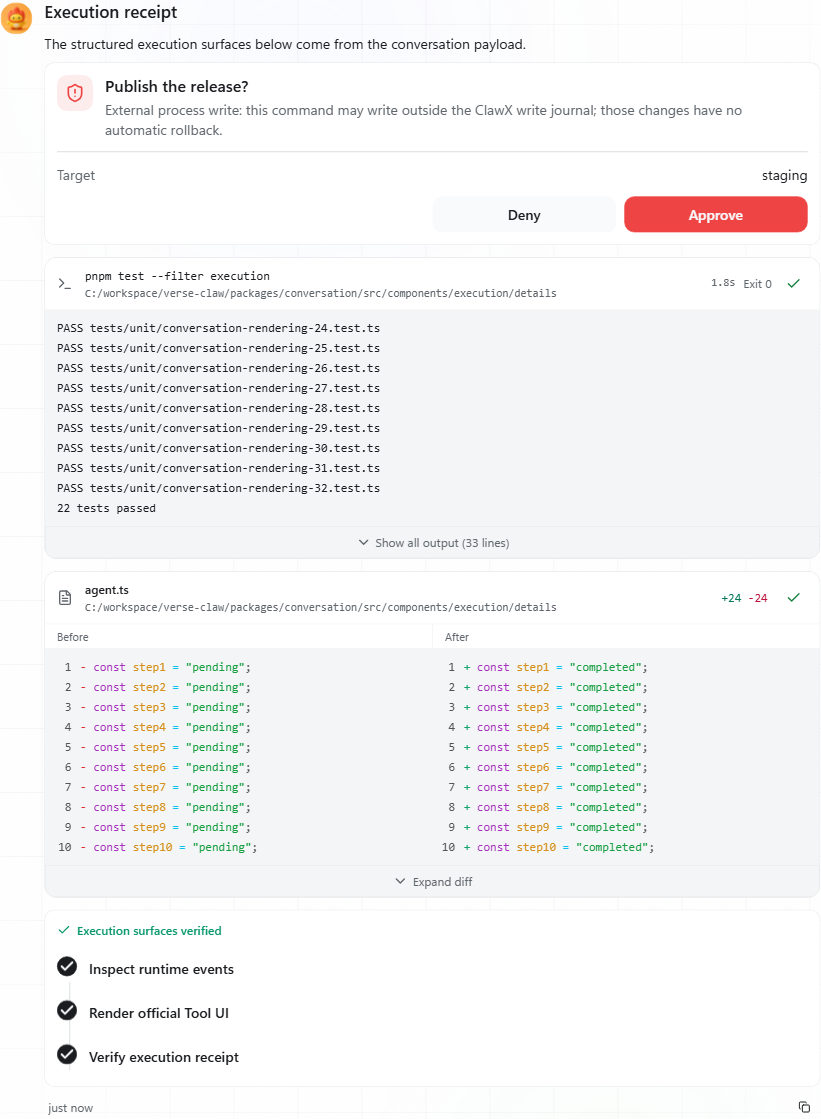 Execution receipt
The structured execution surfaces below come from the conversation payload.
Publish the release?
External process write: this command may write outside the ClawX write journal; those changes have no
automatic rollback.
Target staging
Deny Approve
pnpm test --filter execution
C:/workspace/verse-claw/packages/conversation/src/components/execution/details
1.8s Exit 0
PASS tests/unit/conversation-rendering-24.test.ts
PASS tests/unit/conversation-rendering-25.test.ts
PASS tests/unit/conversation-rendering-26.test.ts
PASS tests/unit/conversation-rendering-27.test.ts
PASS tests/unit/conversation-rendering-28.test.ts
PASS tests/unit/conversation-rendering-29.test.ts
PASS tests/unit/conversation-rendering-30.test.ts
PASS tests/unit/conversation-rendering-31.test.ts
PASS tests/unit/conversation-rendering-32.test.ts
22 tests passed
Show all output (33 lines)
agent.ts
C:/workspace/verse-claw/packages/conversation/src/components/execution/details
+24 -24
Before After
1 - const step1 = "pending"; 1 + const step1 = "completed";
2 - const step2 = "pending"; 2 + const step2 = "completed";
3 - const step3 = "pending"; 3 + const step3 = "completed";
4 - const step4 = "pending"; 4 + const step4 = "completed";
5 - const step5 = "pending"; 5 + const step5 = "completed";
6 - const step6 = "pending"; 6 + const step6 = "completed";
7 - const step7 = "pending"; 7 + const step7 = "completed";
8 - const step8 = "pending"; 8 + const step8 = "completed";
9 - const step9 = "pending"; 9 + const step9 = "completed";
10 - const step10 = "pending"; 10 + const step10 = "completed";
Expand diff
Execution surfaces verified
Inspect runtime events
Render official Tool UI
Verify execution receipt
just now